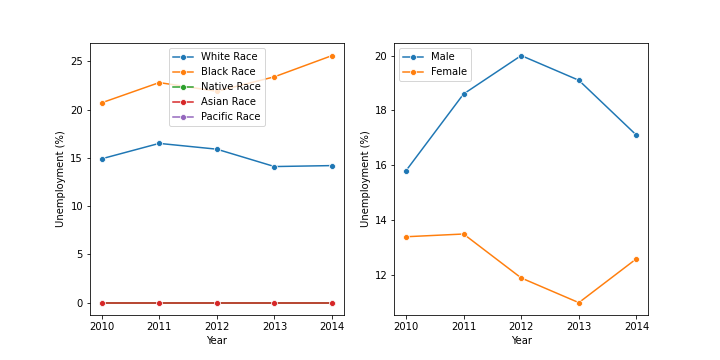 White Race
Black Race
Native Race
Asian Race
Pacific Race
25
20
15
10
5
0
Unemployment (%)
2010 2011 2012 2013 2014
Year
Male
Female
20
18
16
14
12
Unemployment (%)
2010 2011 2012 2013 2014
Year